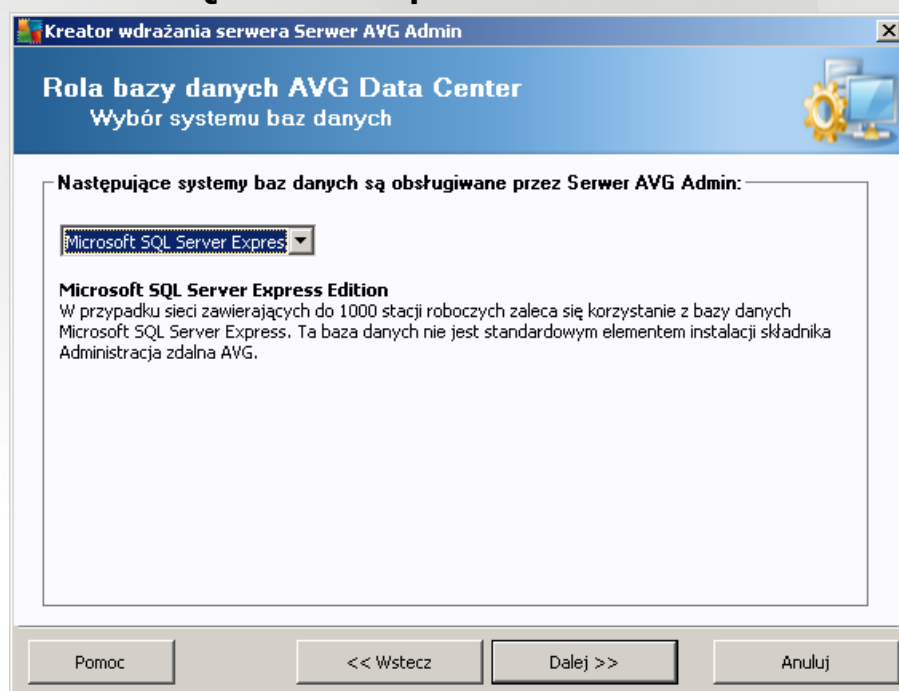 Kreator wdrażania serwera Serwer AVG Admin
Rola bazy danych AVG Data Center
Wybór systemu baz danych
Następujące systemy baz danych są obsługiwane przez Serwer AVG Admin:
Microsoft SQL Server Expres
Microsoft SQL Server Express Edition
W przypadku sieci zawierających do 1000 stacji roboczych zaleca się korzystanie z bazy danych
Microsoft SQL Server Express. Ta baza danych nie jest standardowym elementem instalacji składnika
Administracja zdalna AVG.
Pomoc
<< Wstecz
Dalej >>
Anuluj